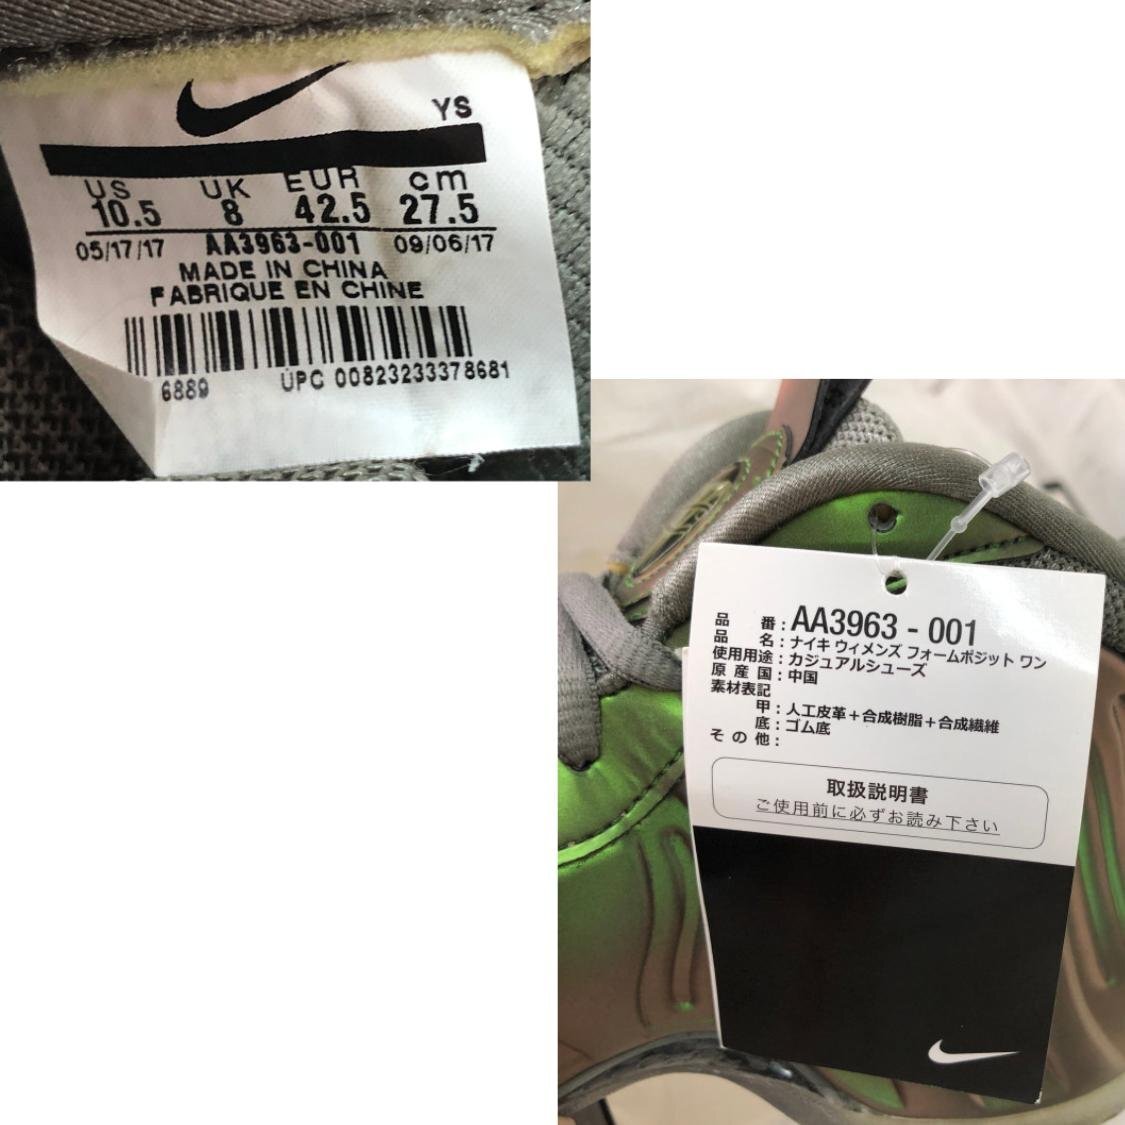 YS
US UK EUR cm
10.5 8 42.5 27.5
05/17/17 AA3963-001 09/06/17
MADE IN CHINA
FABRIQUE EN CHINE
6889 UPC 00823233378681
品番：AA3963 - 001
品名：ナイキ ウィメンズ フォームポジット ワン
使用用途：カジュアルシューズ
原産国：中国
素材表記
甲：人工皮革＋合成樹脂＋合成繊維
底：ゴム底
その他：
取扱説明書
ご使用前に必ずお読み下さい